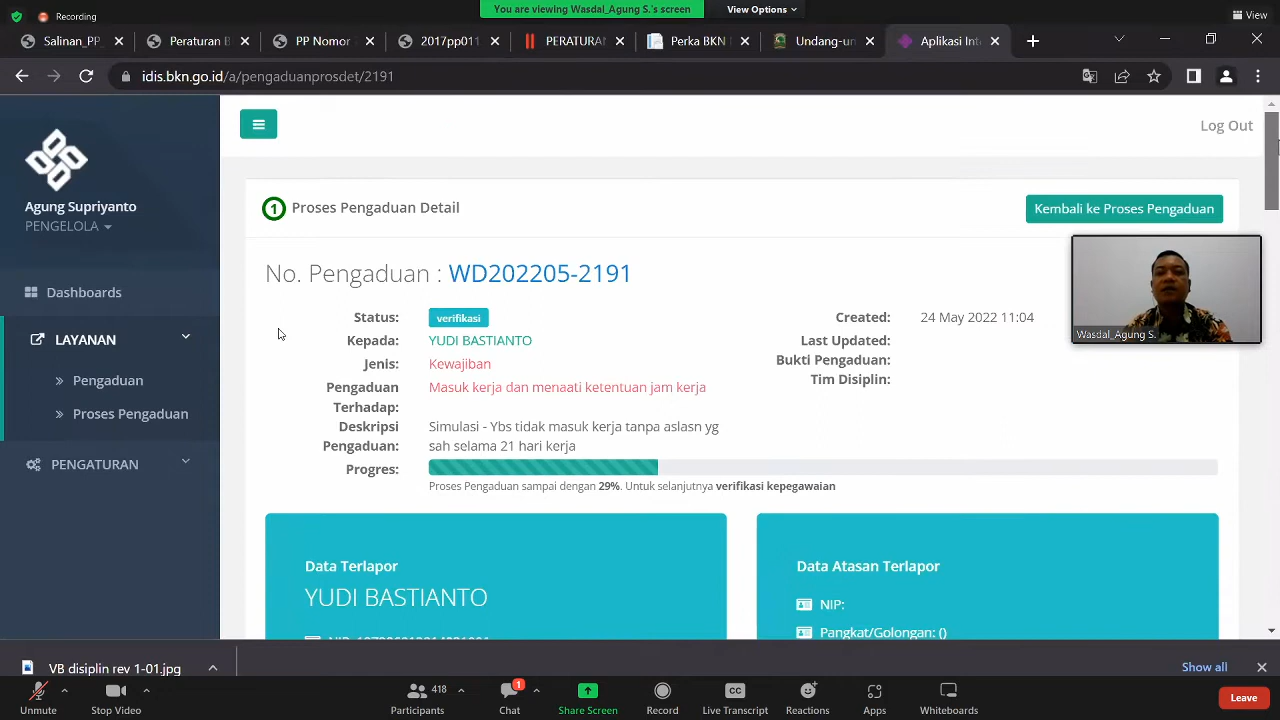 Recording
You are viewing Wasdal_Agung S.'s screen
View Options
View
Salinan_PP
Peraturan B
PP Nomor
2017pp011
PERATURAN
Perka BKN
Undang-un
Aplikasi Int
idis.bkn.go.id/a/pengaduanprosdet/2191
Log Out
Agung Supriyanto
PENGELOLA
Dashboards
LAYANAN
Pengaduan
Proses Pengaduan
PENGATURAN
1 Proses Pengaduan Detail
Kembali ke Proses Pengaduan
No. Pengaduan : WD202205-2191
Status: verifikasi
Kepada: YUDI BASTIANTO
Jenis: Kewajiban
Pengaduan Terhadap: Masuk kerja dan menaati ketentuan jam kerja
Deskripsi Pengaduan: Simulasi - Ybs tidak masuk kerja tanpa aslasn yg
sah selama 21 hari kerja
Progres:
Proses Pengaduan sampai dengan 29%. Untuk selanjutnya verifikasi kepegawaian
Created: 24 May 2022 11:04
Last Updated:
Bukti Pengaduan:
Tim Disiplin:
Wasdal_Agung S.
Data Terlapor
YUDI BASTIANTO
Data Atasan Terlapor
NIP:
Pangkat/Golongan: ()
VB disiplin rev 1-01.jpg
Show all
Unmute
Stop Video
418
Participants
1
Chat
Share Screen
Record
CC
Live Transcript
Reactions
Apps
Whiteboards
Leave